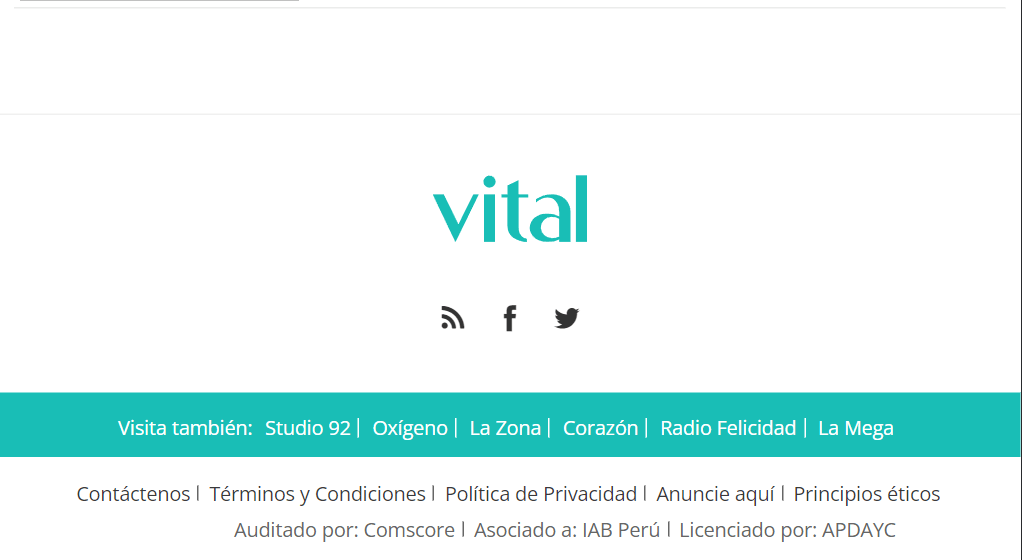 vital
Visita también: Studio 92 | Oxígeno | La Zona | Corazón | Radio Felicidad | La Mega
Contáctenos | Términos y Condiciones | Política de Privacidad | Anuncie aquí | Principios éticos
Auditado por: Comscore | Asociado a: IAB Perú | Licenciado por: APDAYC